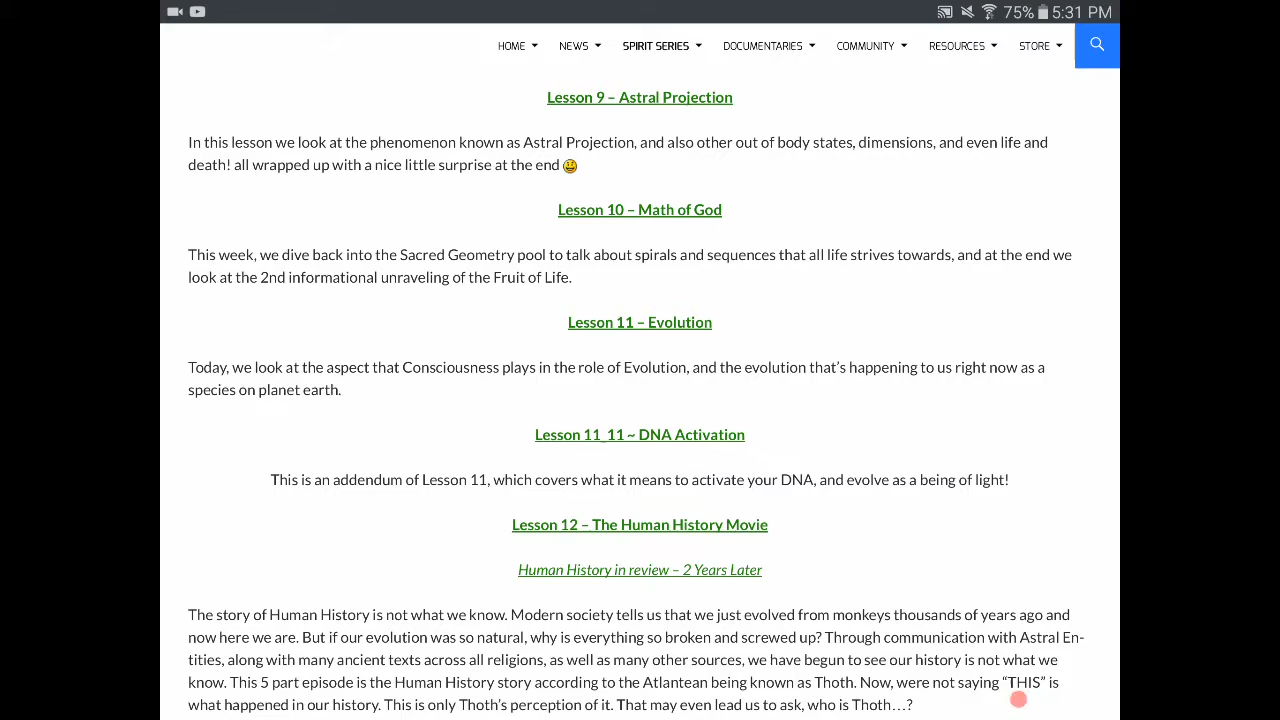 75% 5:31 PM
HOME NEWS SPIRIT SERIES DOCUMENTARIES COMMUNITY RESOURCES STORE
Lesson 9 – Astral Projection
In this lesson we look at the phenomenon known as Astral Projection, and also other out of body states, dimensions, and even life and
death! all wrapped up with a nice little surprise at the end
Lesson 10 – Math of God
This week, we dive back into the Sacred Geometry pool to talk about spirals and sequences that all life strives towards, and at the end we
look at the 2nd informational unraveling of the Fruit of Life.
Lesson 11 – Evolution
Today, we look at the aspect that Consciousness plays in the role of Evolution, and the evolution that’s happening to us right now as a
species on planet earth.
Lesson 11_11 ~ DNA Activation
This is an addendum of Lesson 11, which covers what it means to activate your DNA, and evolve as a being of light!
Lesson 12 – The Human History Movie
Human History in review – 2 Years Later
The story of Human History is not what we know. Modern society tells us that we just evolved from monkeys thousands of years ago and
now here we are. But if our evolution was so natural, why is everything so broken and screwed up? Through communication with Astral En-
tities, along with many ancient texts across all religions, as well as many other sources, we have begun to see our history is not what we
know. This 5 part episode is the Human History story according to the Atlantean being known as Thoth. Now, were not saying “THIS” is
what happened in our history. This is only Thoth’s perception of it. That may even lead us to ask, who is Thoth…?